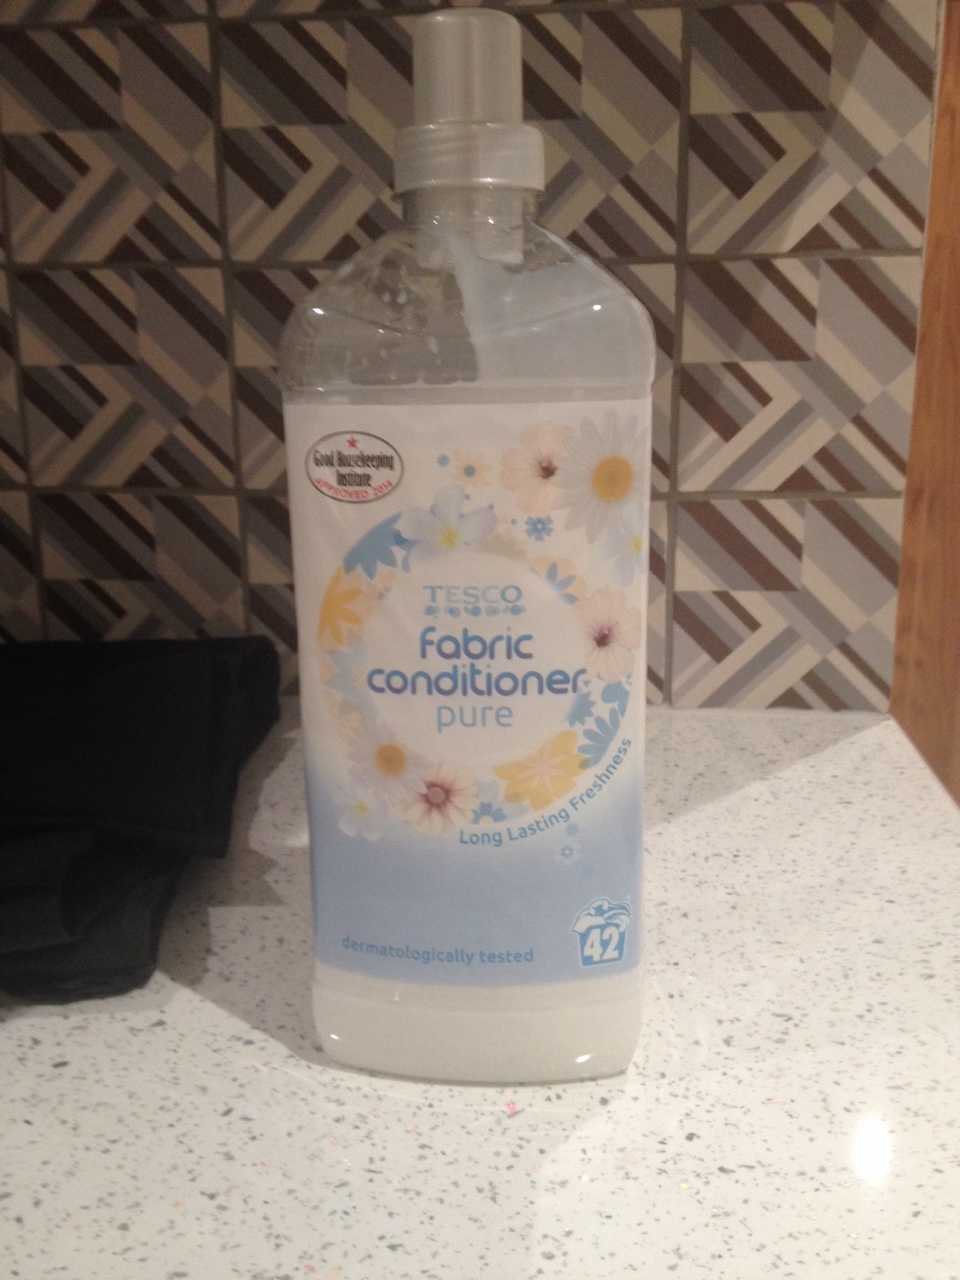 Good Housekeeping
Institute
APPROVED 2014
TESCO
fabric
conditioner
pure
Long Lasting Freshness
dermatologically tested
42